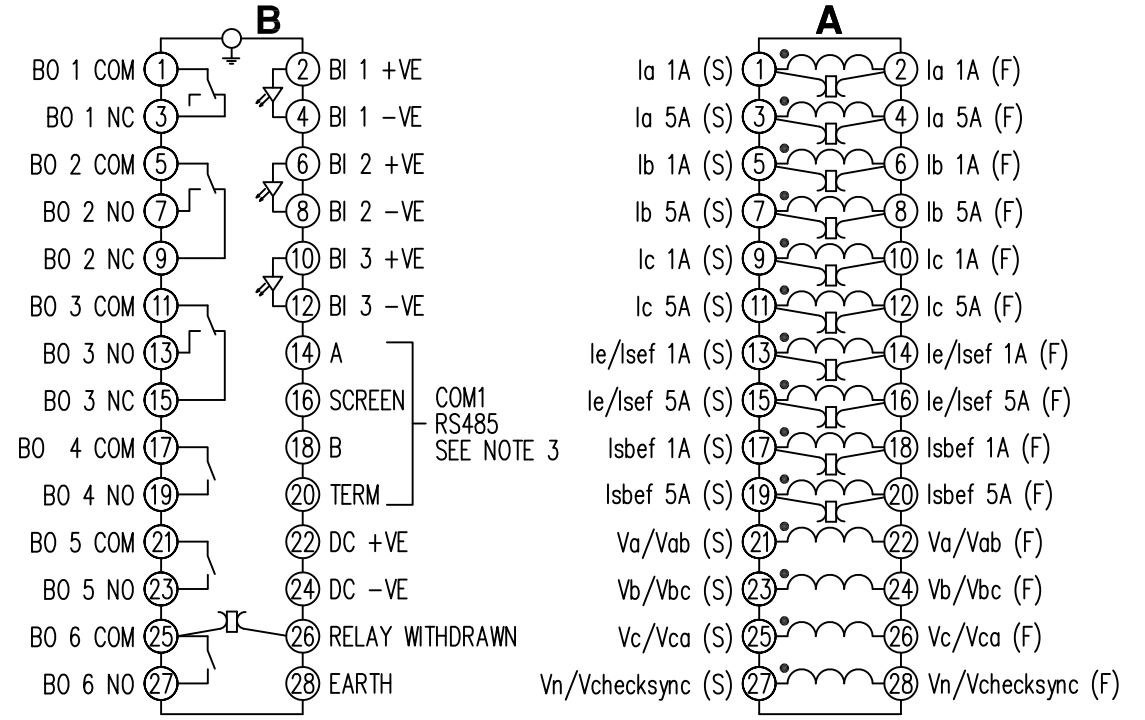 B A
BO 1 COM 1 2 BI 1 +VE Ia 1A (S) 1 2 Ia 1A (F)
BO 1 NC 3 4 BI 1 -VE Ia 5A (S) 3 4 Ia 5A (F)
BO 2 COM 5 6 BI 2 +VE Ib 1A (S) 5 6 Ib 1A (F)
BO 2 NO 7 8 BI 2 -VE Ib 5A (S) 7 8 Ib 5A (F)
BO 2 NC 9 10 BI 3 +VE Ic 1A (S) 9 10 Ic 1A (F)
BO 3 COM 11 12 BI 3 -VE Ic 5A (S) 11 12 Ic 5A (F)
BO 3 NO 13 14 A Ie/Isef 1A (S) 13 14 Ie/Isef 1A (F)
BO 3 NC 15 16 SCREEN COM1 Ie/Isef 5A (S) 15 16 Ie/Isef 5A (F)
RS485
BO 4 COM 17 18 B SEE NOTE 3 Isbef 1A (S) 17 18 Isbef 1A (F)
BO 4 NO 19 20 TERM Isbef 5A (S) 19 20 Isbef 5A (F)
BO 5 COM 21 22 DC +VE Va/Vab (S) 21 22 Va/Vab (F)
BO 5 NO 23 24 DC -VE Vb/Vbc (S) 23 24 Vb/Vbc (F)
BO 6 COM 25 26 RELAY WITHDRAWN Vc/Vca (S) 25 26 Vc/Vca (F)
BO 6 NO 27 28 EARTH Vn/Vchecksync (S) 27 28 Vn/Vchecksync (F)